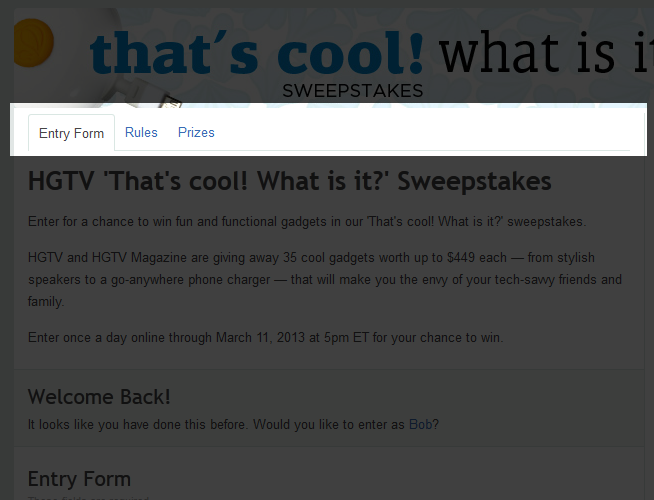 that's cool! what is it
SWEEPSTAKES
Entry Form Rules Prizes
HGTV 'That's cool! What is it?' Sweepstakes
Enter for a chance to win fun and functional gadgets in our 'That's cool! What is it?' sweepstakes.
HGTV and HGTV Magazine are giving away 35 cool gadgets worth up to $449 each — from stylish
speakers to a go-anywhere phone charger — that will make you the envy of your tech-savvy friends and
family.
Enter once a day online through March 11, 2013 at 5pm ET for your chance to win.
Welcome Back!
It looks like you have done this before. Would you like to enter as Bob?
Entry Form